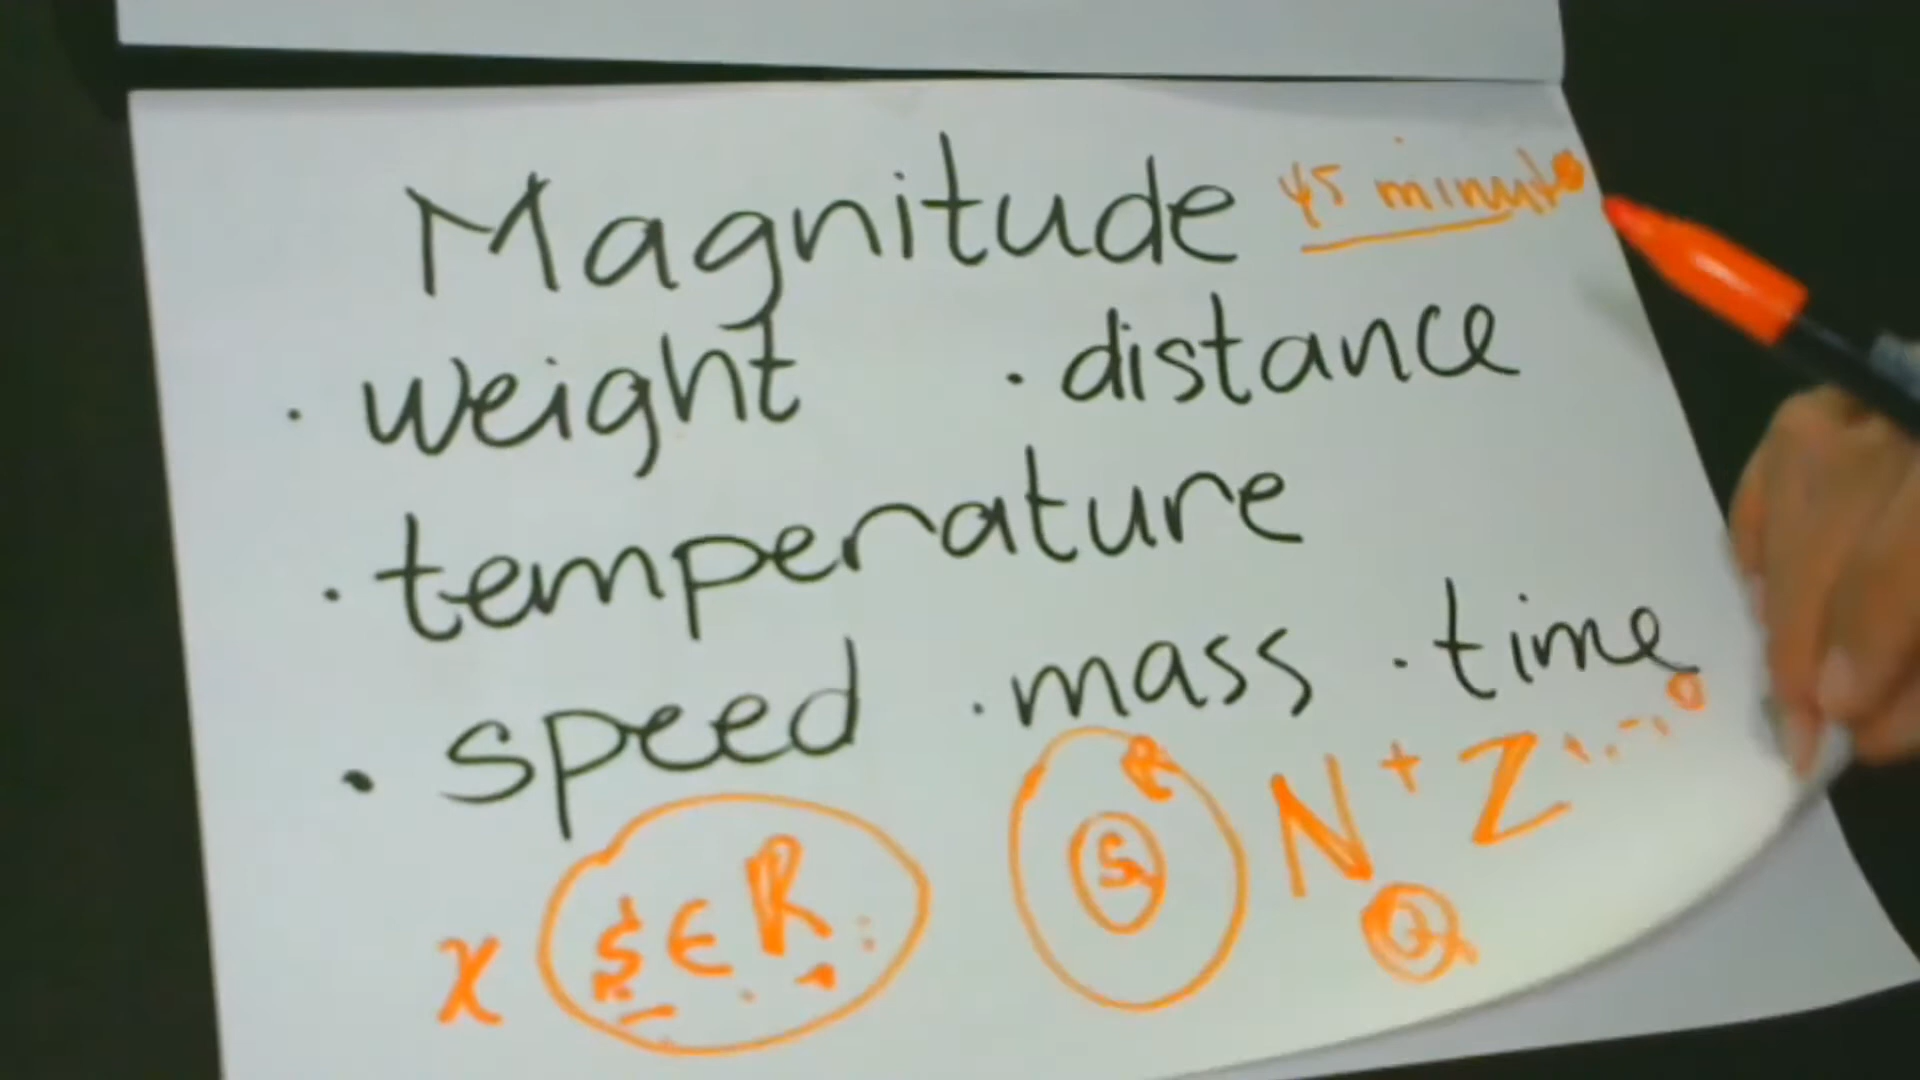 Magnitude 45 minute
· weight · distance
· temperature
· speed · mass · time
x S ∈ R R S N + Z
Q